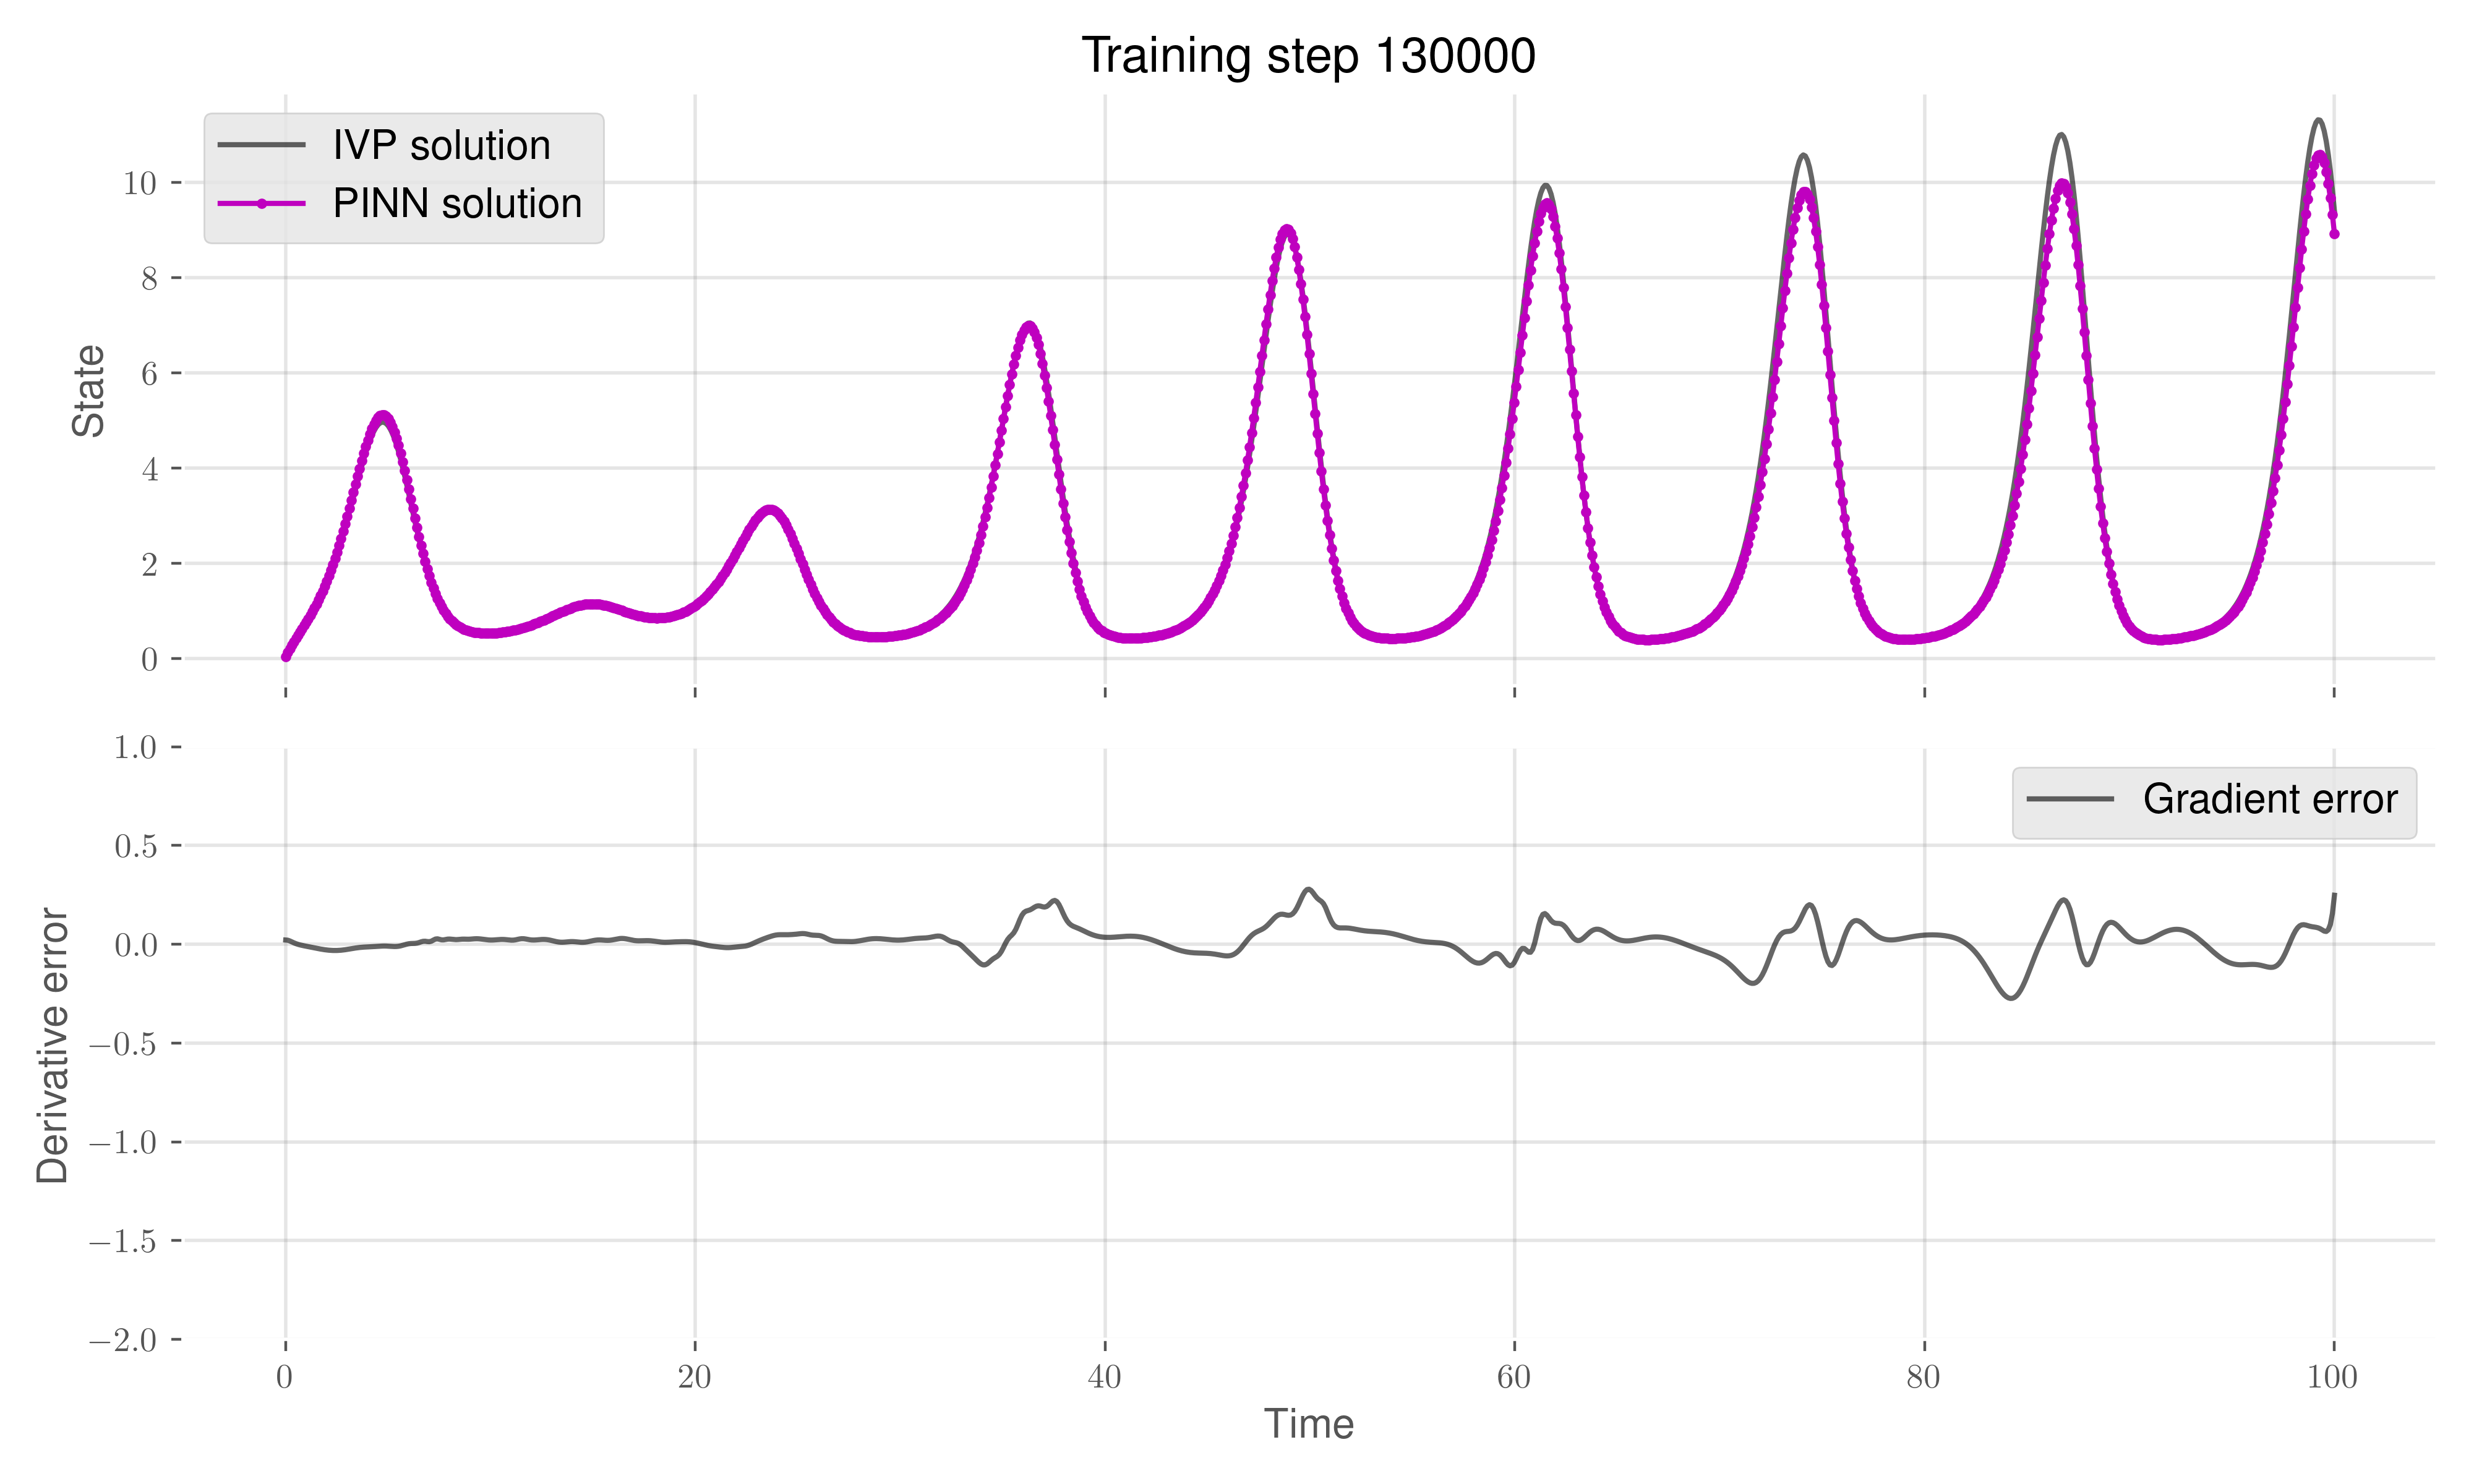 Training step 130000
IVP solution
PINN solution
10
8
6
4
2
0
State
1.0
0.5
0.0
−0.5
−1.0
−1.5
−2.0
Derivative error
Gradient error
0 20 40 60 80 100
Time